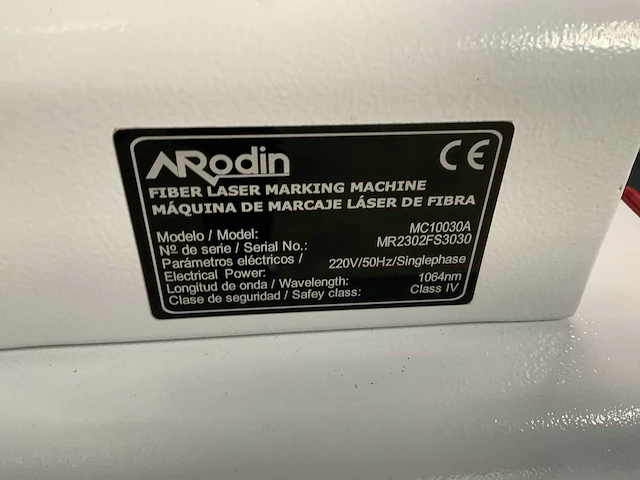 ARodin CE
FIBER LASER MARKING MACHINE
MÁQUINA DE MARCAJE LÁSER DE FIBRA
Modelo / Model: MC10030A
Nº de serie / Serial No.: MR2302FS3030
Parámetros eléctricos /
Electrical Power: 220V/50Hz/Singlephase
Longitud de onda / Wavelength: 1064nm
Clase de seguridad / Safey class: Class IV